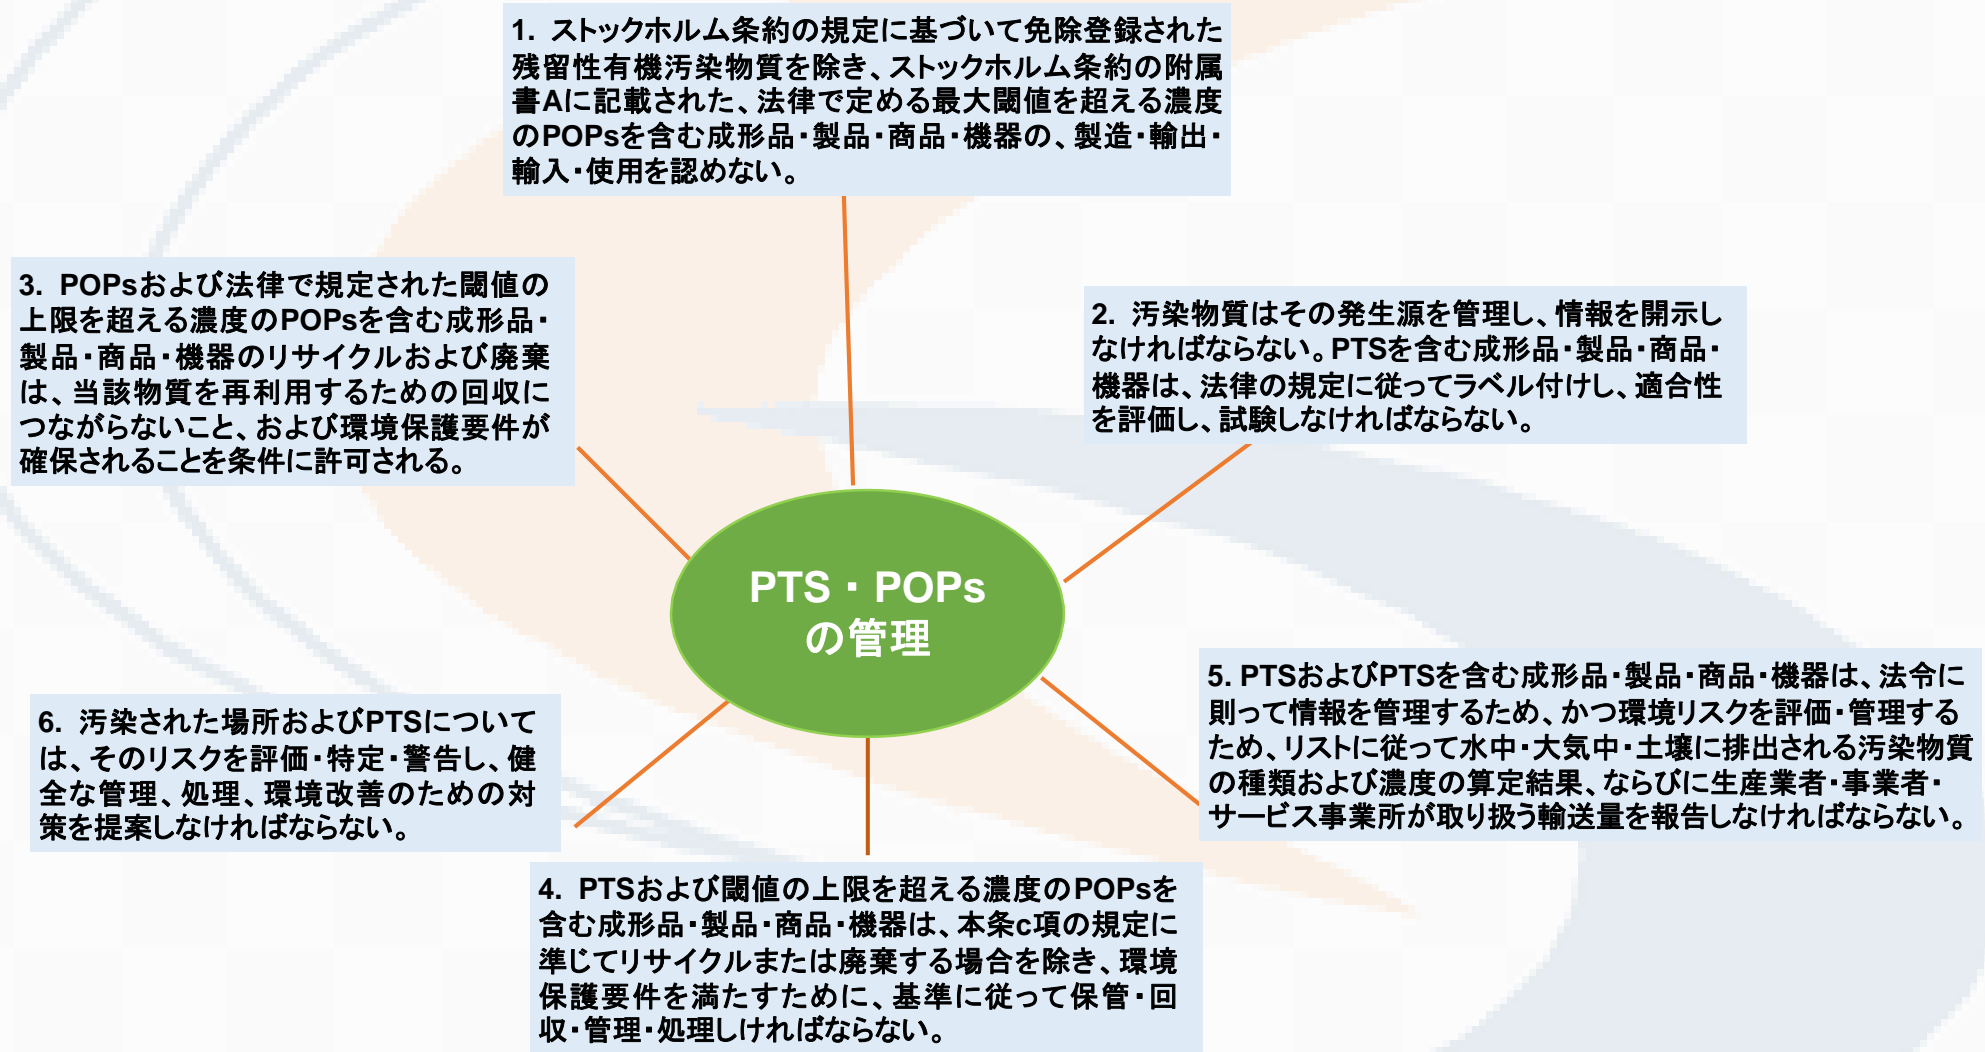 1. ストックホルム条約の規定に基づいて免除登録された
残留性有機汚染物質を除き、ストックホルム条約の附属
書Aに記載された、法律で定める最大閾値を超える濃度
のPOPsを含む成形品・製品・商品・機器の、製造・輸出・
輸入・使用を認めない。
2. 汚染物質はその発生源を管理し、情報を開示し
なければならない。PTSを含む成形品・製品・商品・
機器は、法律の規定に従ってラベル付けし、適合性
を評価し、試験しなければならない。
3. POPsおよび法律で規定された閾値の
上限を超える濃度のPOPsを含む成形品・
製品・商品・機器のリサイクルおよび廃棄
は、当該物質を再利用するための回収に
つながらないこと、および環境保護要件が
確保されることを条件に許可される。
PTS・POPs
の管理
5. PTSおよびPTSを含む成形品・製品・商品・機器は、法令に
則って情報を管理するため、かつ環境リスクを評価・管理する
ため、リストに従って水中・大気中・土壌に排出される汚染物質
の種類および濃度の算定結果、ならびに生産業者・事業者・
サービス事業所が取り扱う輸送量を報告しなければならない。
6. 汚染された場所およびPTSについて
は、そのリスクを評価・特定・警告し、健
全な管理、処理、環境改善のための対
策を提案しなければならない。
4. PTSおよび閾値の上限を超える濃度のPOPsを
含む成形品・製品・商品・機器は、本条c項の規定に
準じてリサイクルまたは廃棄する場合を除き、環境
保護要件を満たすために、基準に従って保管・回
収・管理・処理しければならない。